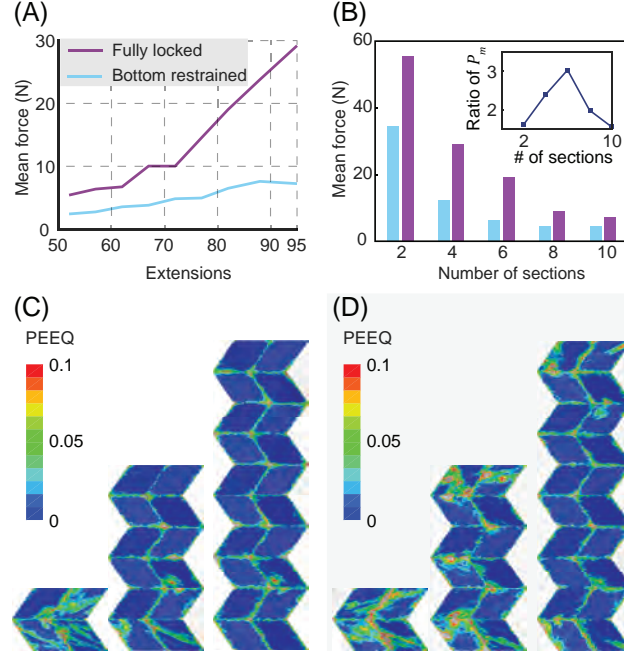 (A)
30
20
10
0
Mean force (N)
Fully locked
Bottom restrained
50 60 70 80 90 95
Extensions
(B)
60
40
20
0
Mean force (N)
2 4 6 8 10
Number of sections
Ratio of Pᵐ
3
2
2 10
# of sections
(C)
PEEQ
0.1
0.05
0
(D)
PEEQ
0.1
0.05
0